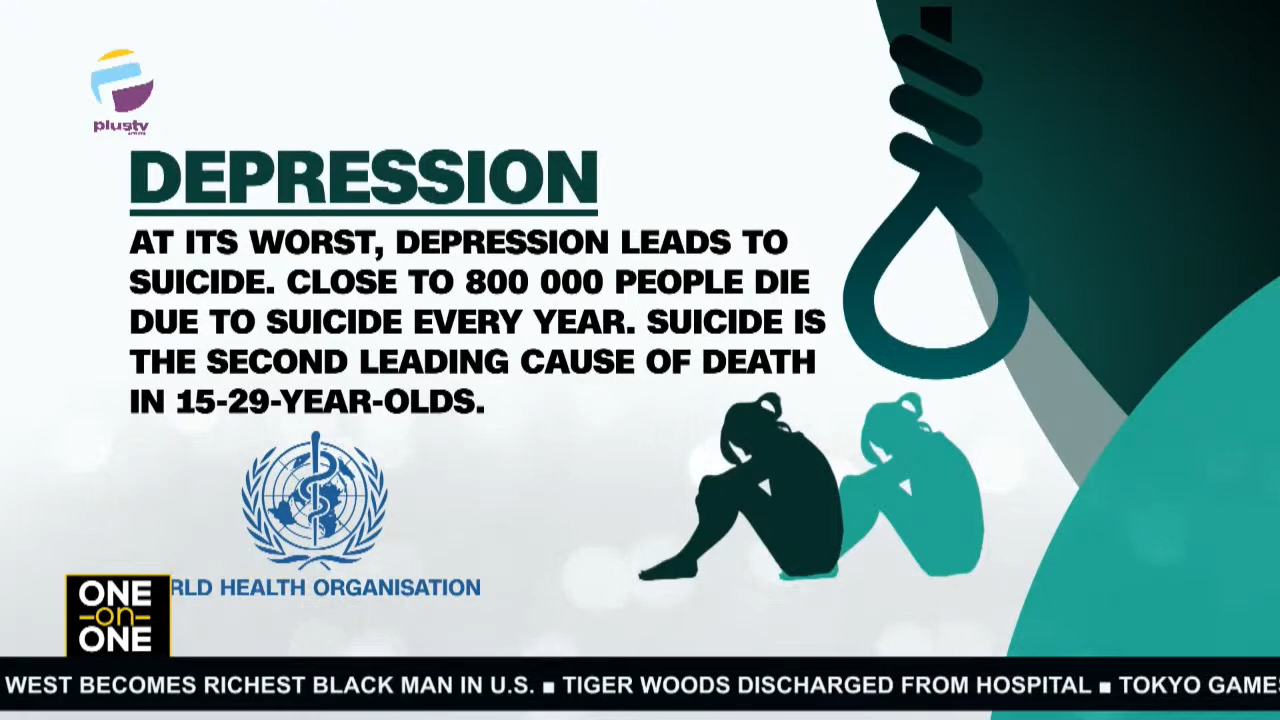 plustv
DEPRESSION
AT ITS WORST, DEPRESSION LEADS TO
SUICIDE. CLOSE TO 800 000 PEOPLE DIE
DUE TO SUICIDE EVERY YEAR. SUICIDE IS
THE SECOND LEADING CAUSE OF DEATH
IN 15-29-YEAR-OLDS.
RLD HEALTH ORGANISATION
ONE
-on-
ONE
WEST BECOMES RICHEST BLACK MAN IN U.S. ■ TIGER WOODS DISCHARGED FROM HOSPITAL ■ TOKYO GAMES